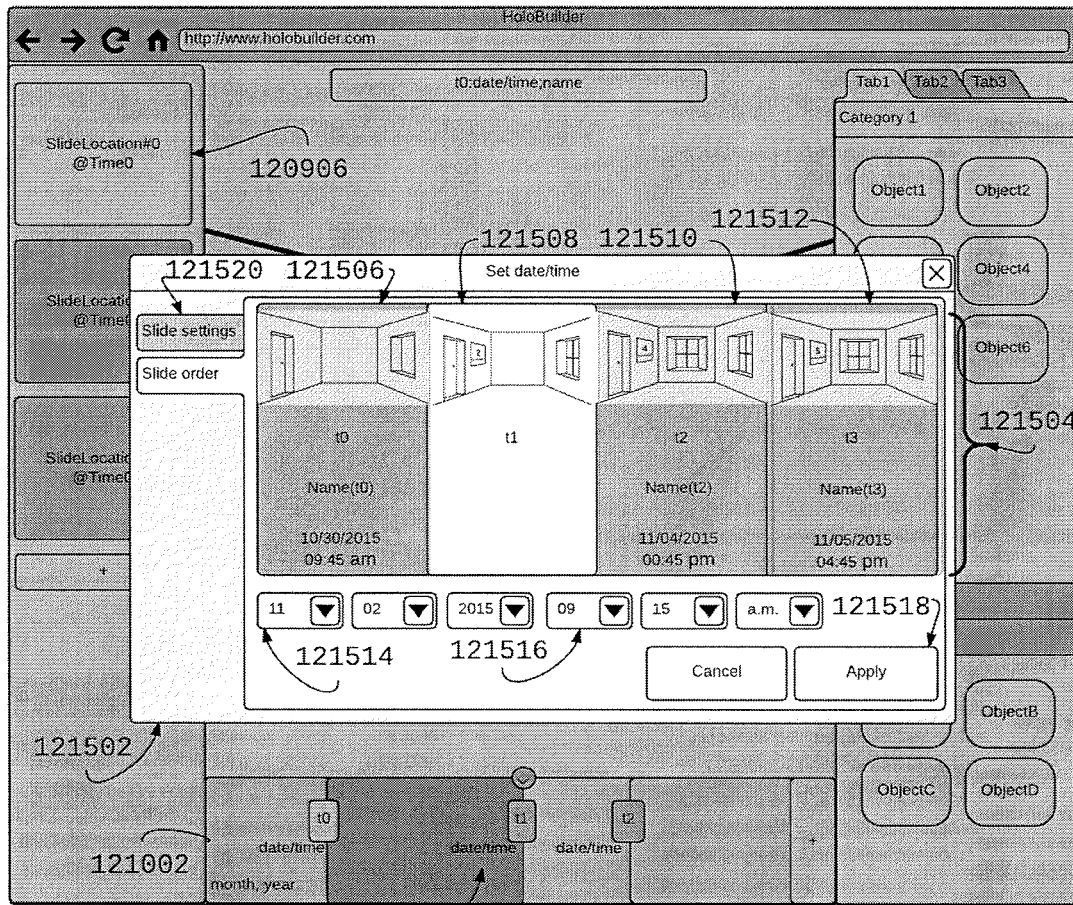 HoloBuilder
http://www.holobuilder.com
t0:date/time;name
Tab1 Tab2 Tab3
Category 1
SlideLocation#0
@Time0
120906
Object1 Object2
121512
121508 121510
121520 121506 Set date/time
Object4
Slide settings
Slide order
2 4 5
Object6
121504
t0 t1 t2 t3
Name(t0) Name(t2) Name(t3)
10/30/2015 11/04/2015 11/05/2015
09:45 am 00:45 pm 04:45 pm
+
11 02 2015 09 15 a.m. 121518
121514 121516
Cancel Apply
121502
ObjectB
ObjectC ObjectD
t0 t1 t2
date/time date/time date/time +
121002
month, year